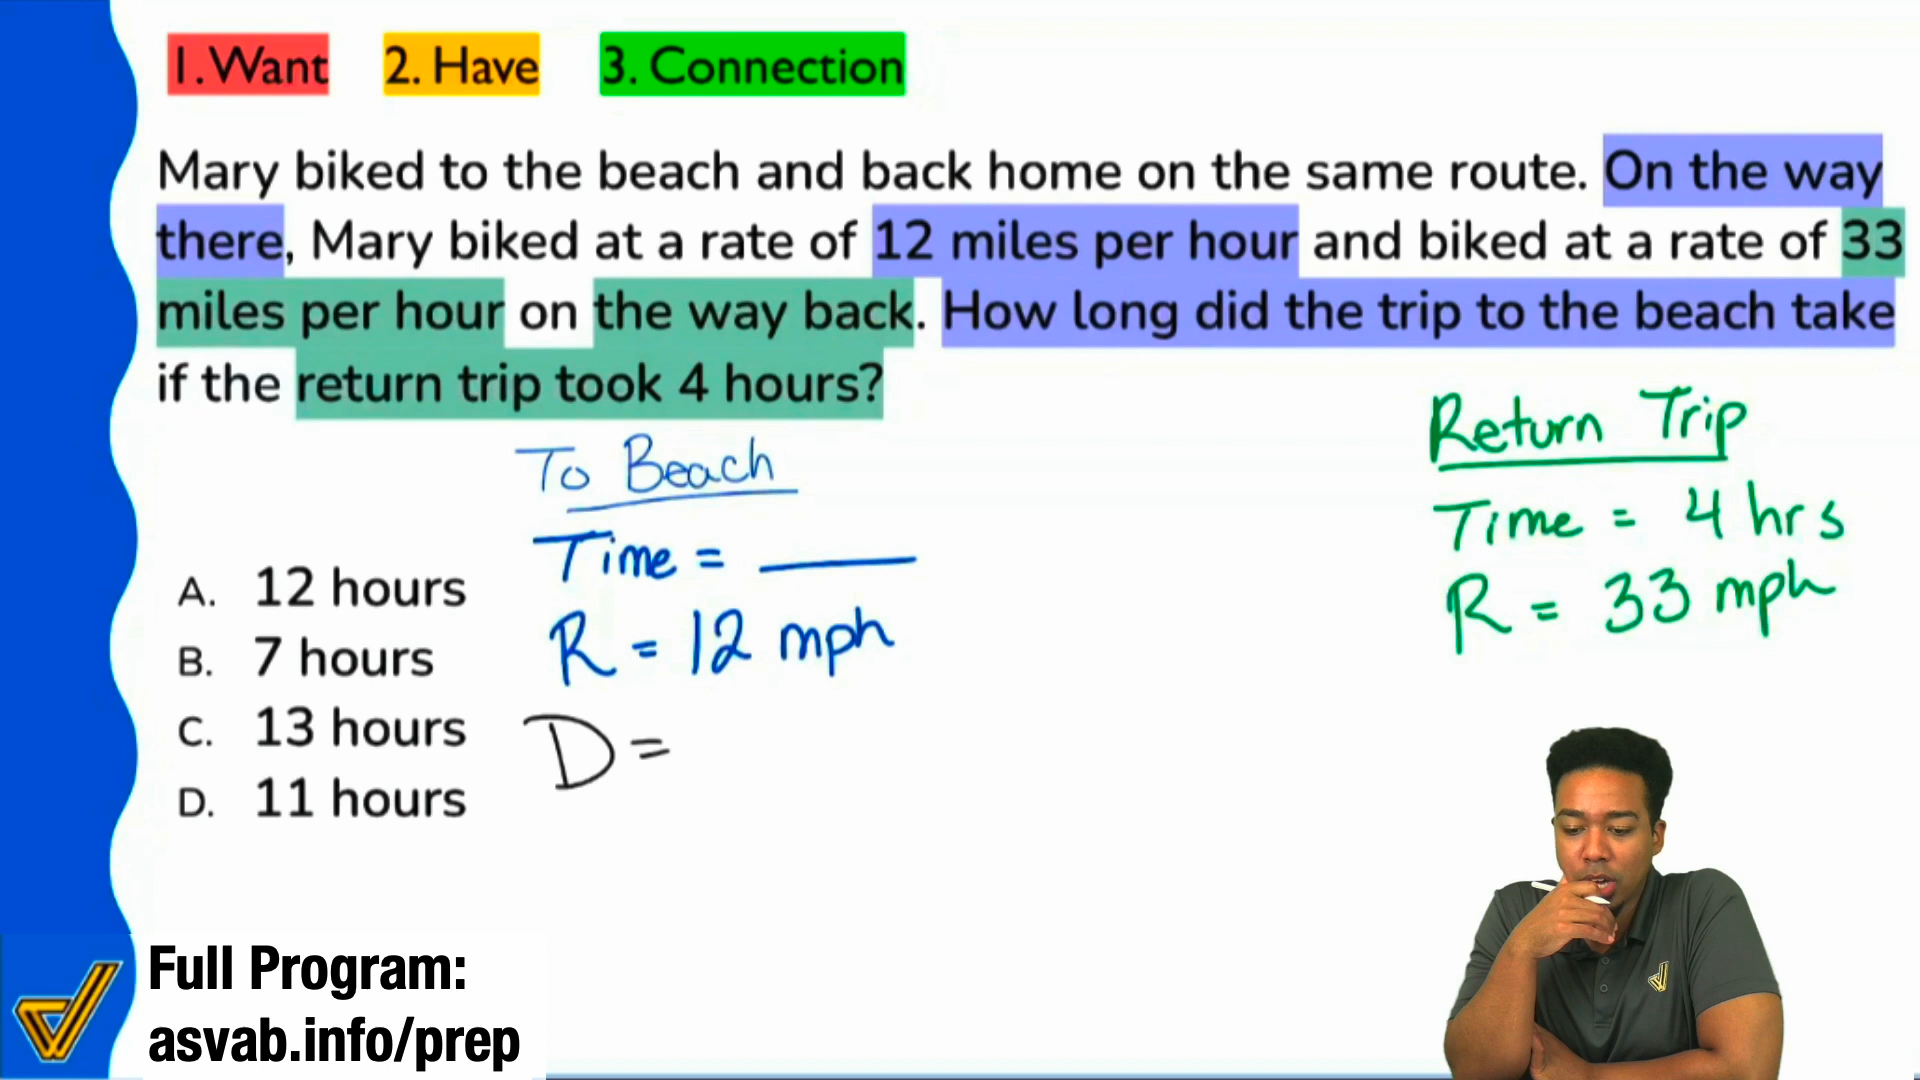 1. Want 2. Have 3. Connection
Mary biked to the beach and back home on the same route. On the way
there, Mary biked at a rate of 12 miles per hour and biked at a rate of 33
miles per hour on the way back. How long did the trip to the beach take
if the return trip took 4 hours?
To Beach
Time = ____
R = 12 mph
D =
Return Trip
Time = 4 hrs
R = 33 mph
A. 12 hours
B. 7 hours
C. 13 hours
D. 11 hours
Full Program:
asvab.info/prep